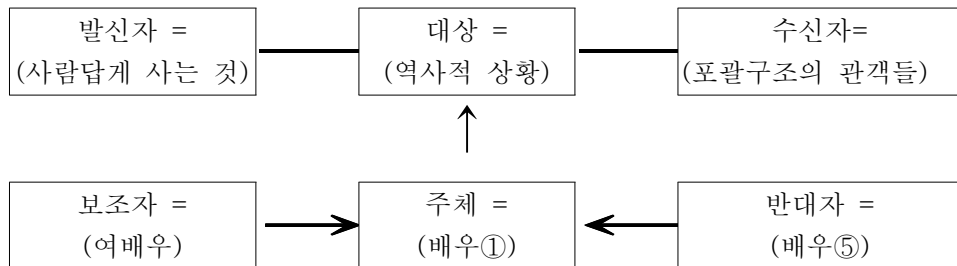 발신자 =
(사람답게 사는 것)
대상 =
(역사적 상황)
수신자=
(포괄구조의 관객들)
보조자 =
(여배우)
주체 =
(배우①)
반대자 =
(배우⑤)